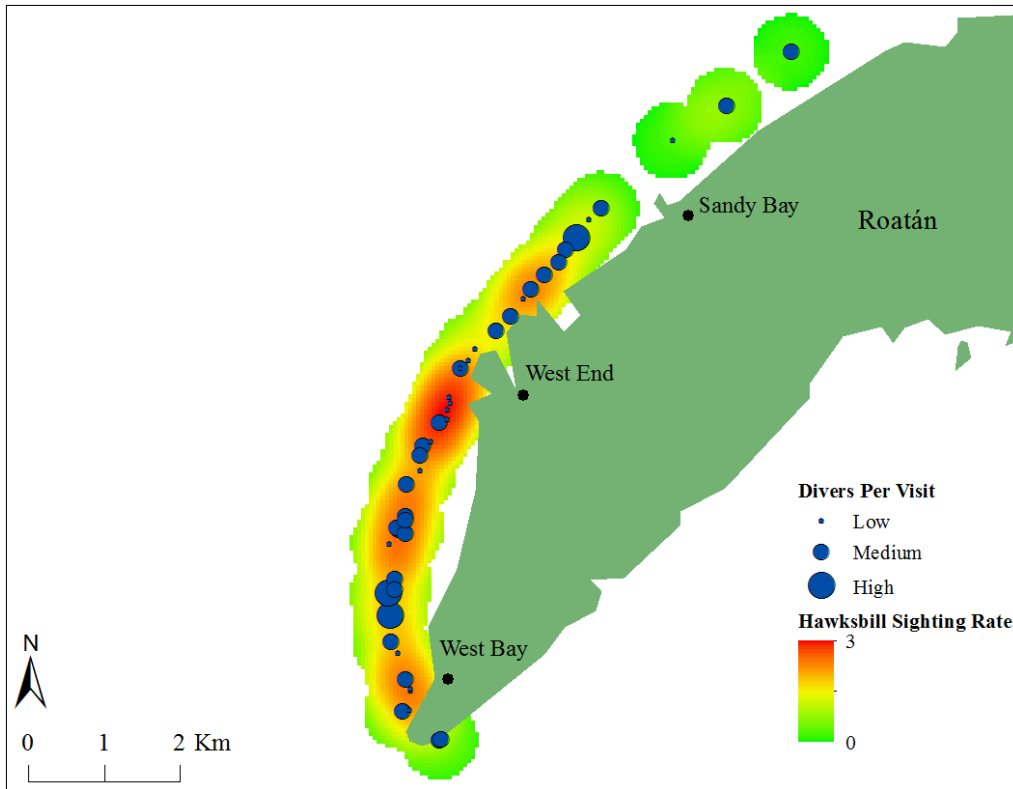 Sandy Bay
Roatán
West End
Divers Per Visit
Low
Medium
High
Hawksbill Sighting Rate
3
0
West Bay
N
0 1 2 Km